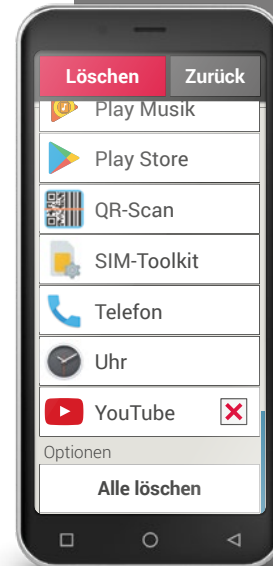 Löschen Zurück
Play Musik
Play Store
QR-Scan
SIM-Toolkit
Telefon
Uhr
YouTube
Optionen
Alle löschen